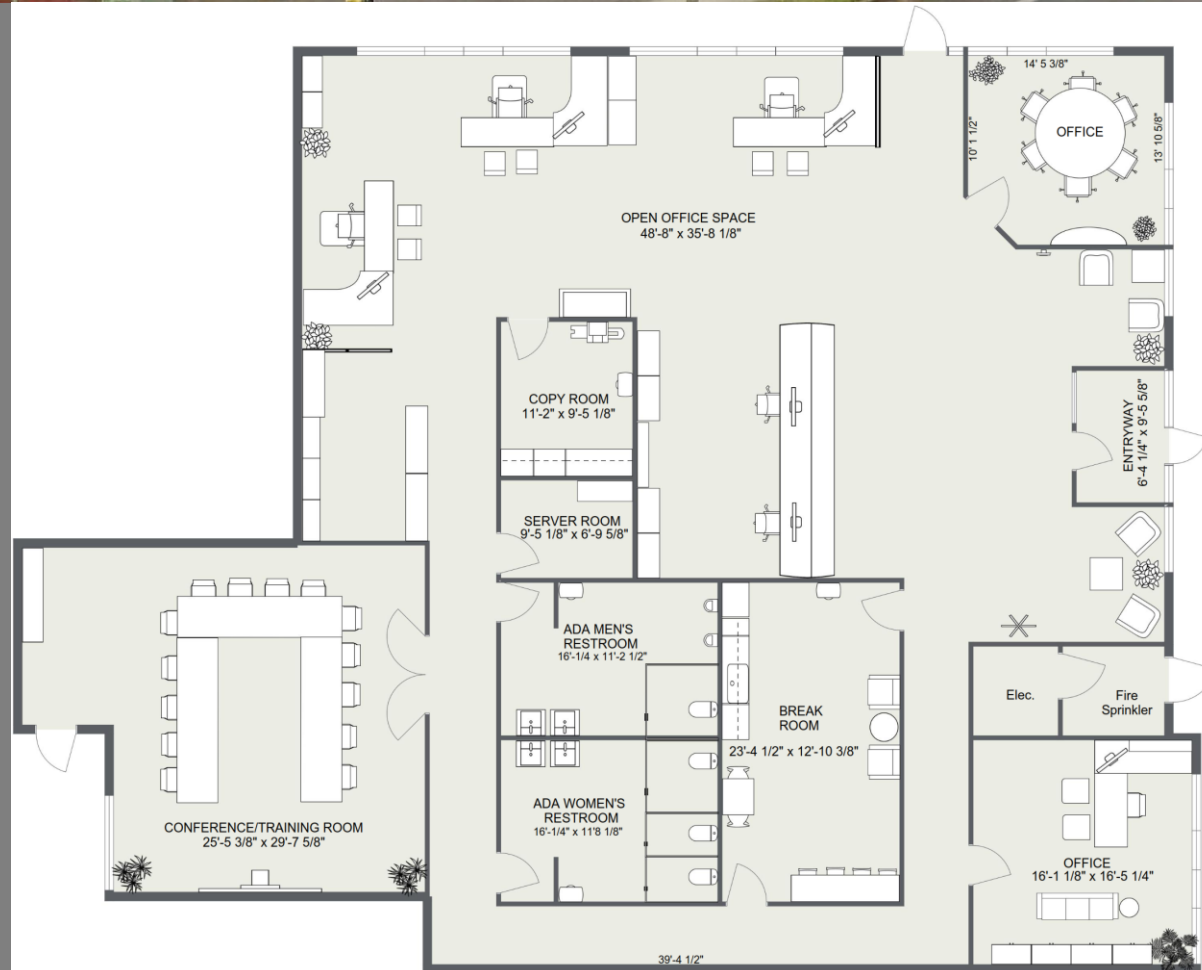 14' 5 3/8"
10' 1 1/2"
OFFICE
13' 10 5/8"
OPEN OFFICE SPACE
48'-8" x 35'-8 1/8"
COPY ROOM
11'-2" x 9'-5 1/8"
ENTRYWAY
6'-4 1/4" x 9'-5 5/8"
SERVER ROOM
9'-5 1/8" x 6'-9 5/8"
ADA MEN'S
RESTROOM
16'-1/4 x 11'-2 1/2"
Elec.
Fire
Sprinkler
BREAK
ROOM
23'-4 1/2" x 12'-10 3/8"
ADA WOMEN'S
RESTROOM
16'-1/4" x 11'8 1/8"
CONFERENCE/TRAINING ROOM
25'-5 3/8" x 29'-7 5/8"
OFFICE
16'-1 1/8" x 16'-5 1/4"
39'-4 1/2"